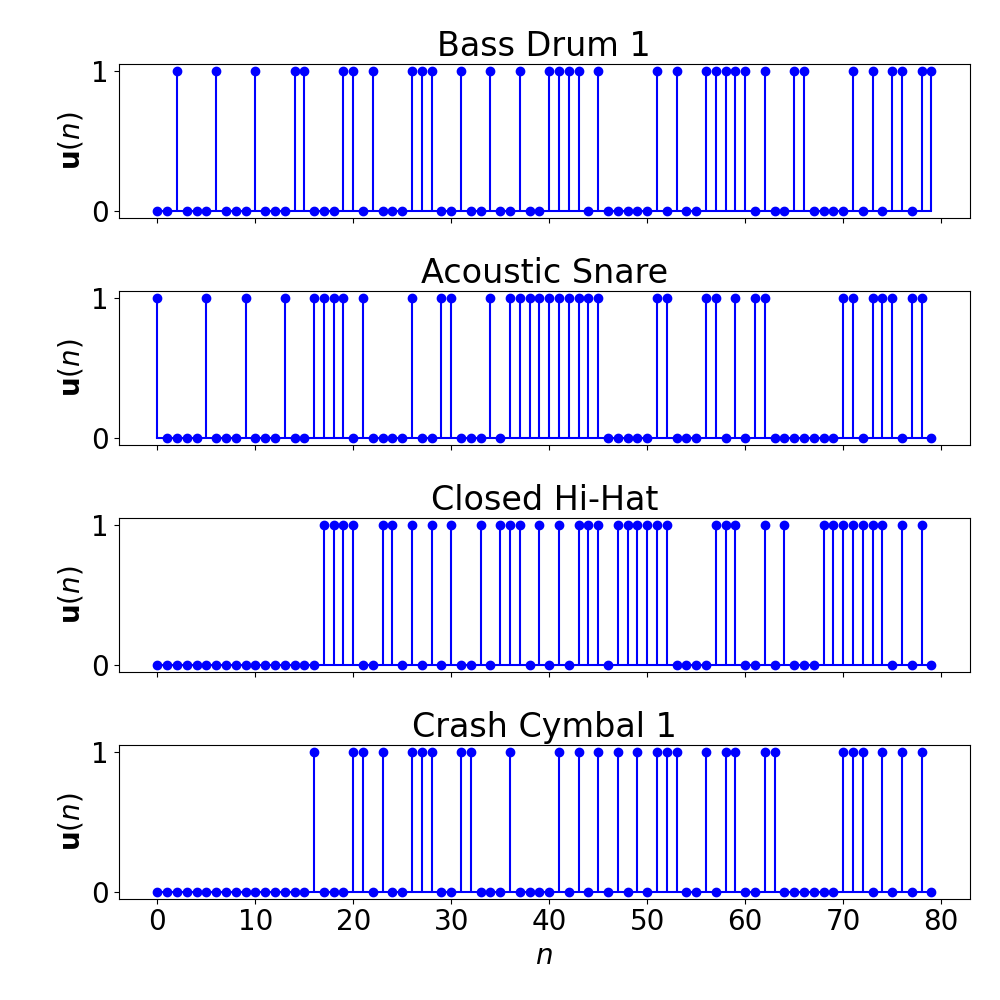 Bass Drum 1
1
u(n)
0
Acoustic Snare
1
u(n)
0
Closed Hi-Hat
1
u(n)
0
Crash Cymbal 1
1
u(n)
0
0 10 20 30 40 50 60 70 80
n